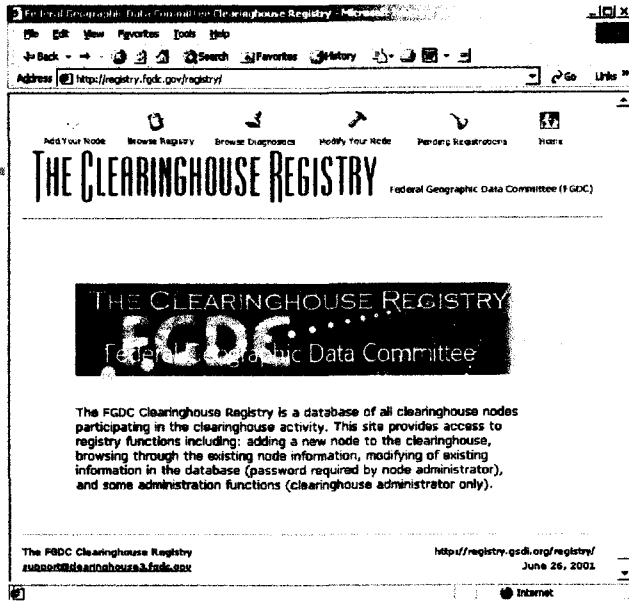 Federal Geographic Data Committee Clearinghouse Registry -
File Edit View Favorites Tools Help
Back Search Favorites History
Address http://registry.fgdc.gov/registry/ Go Links »
Add Your Node Browse Registry Browse Diagnostics Modify Your Node Pending Registrations Home
THE CLEARINGHOUSE REGISTRY Federal Geographic Data Committee (FGDC)
THE CLEARINGHOUSE REGISTRY
FGDC
Federal Geographic Data Committee
The FGDC Clearinghouse Registry is a database of all clearinghouse nodes
participating in the clearinghouse activity. This site provides access to
registry functions including: adding a new node to the clearinghouse,
browsing through the existing node information, modifying of existing
information in the database (password required by node administrator),
and some administration functions (clearinghouse administrator only).
The FGDC Clearinghouse Registry http://registry.gsdi.org/registry/
support@clearinghouse3.fgdc.gov June 26, 2001
Internet